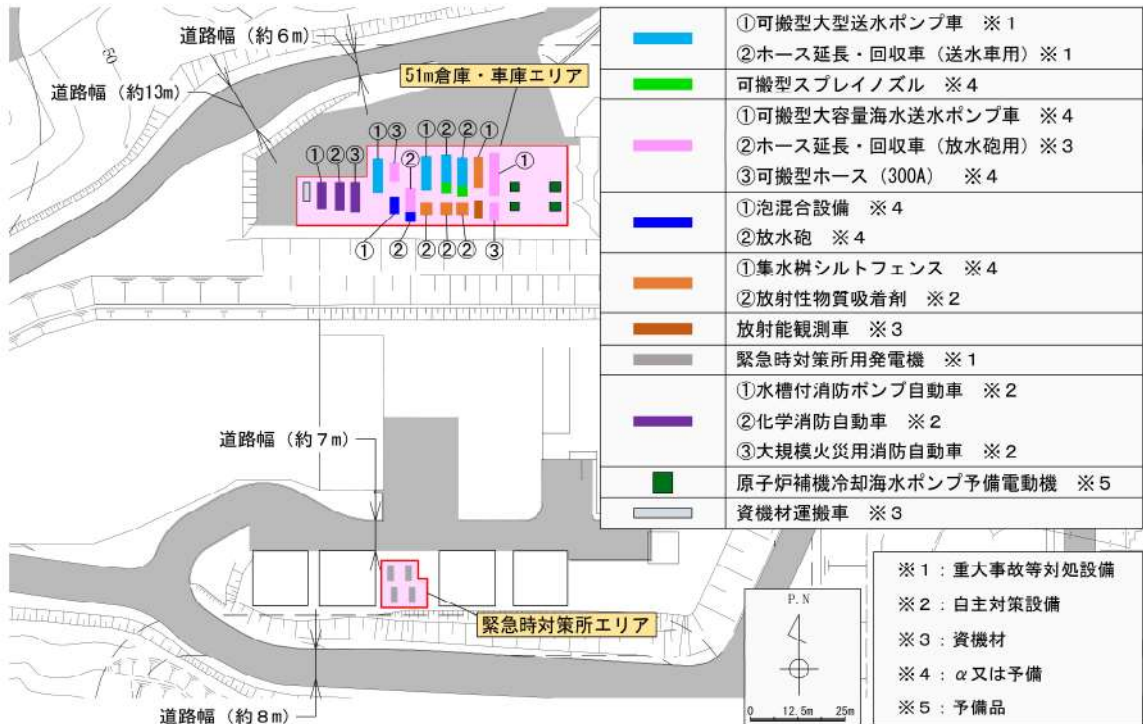 道路幅（約６ｍ）
道路幅（約13m）
51m倉庫・車庫エリア
① ③ ① ② ② ①
① ② ③
②
①
① ② ② ② ② ③
道路幅（約７ｍ）
緊急時対策所エリア
道路幅（約８ｍ）
①可搬型大型送水ポンプ車　※１
②ホース延長・回収車（送水車用）※１
可搬型スプレイノズル　※４
①可搬型大容量海水送水ポンプ車　※４
②ホース延長・回収車（放水砲用）※３
③可搬型ホース（300A）　※４
①泡混合設備　※４
②放水砲　※４
①集水桝シルトフェンス　※４
②放射性物質吸着剤　※２
放射能観測車　※３
緊急時対策所用発電機　※１
①水槽付消防ポンプ自動車　※２
②化学消防自動車　※２
③大規模火災用消防自動車　※２
原子炉補機冷却海水ポンプ予備電動機　※５
資機材運搬車　※３
P.N
0 12.5m 25m
※１：重大事故等対処設備
※２：自主対策設備
※３：資機材
※４：α又は予備
※５：予備品